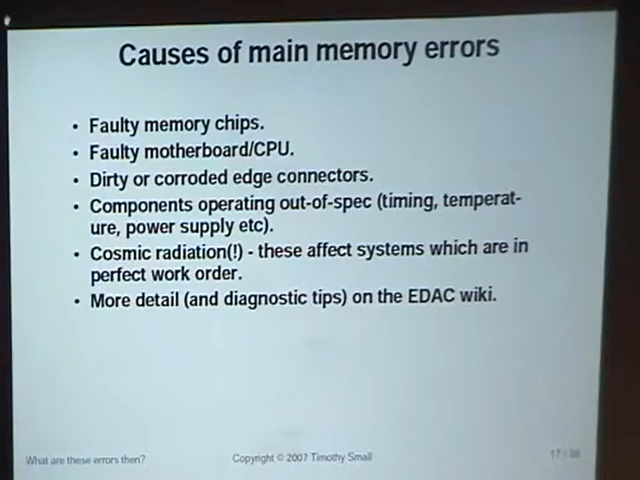 Causes of main memory errors
• Faulty memory chips.
• Faulty motherboard/CPU.
• Dirty or corroded edge connectors.
• Components operating out-of-spec (timing, temperat-
ure, power supply etc).
• Cosmic radiation(!) - these affect systems which are in
perfect work order.
• More detail (and diagnostic tips) on the EDAC wiki.
What are these errors then?
Copyright © 2007 Timothy Small